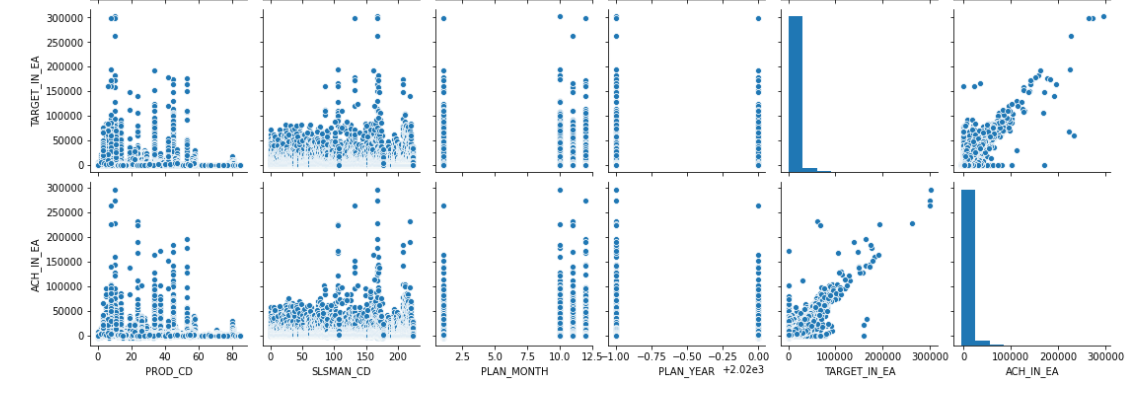 300000
250000
200000
150000
100000
50000
0
TARGET_IN_EA
300000
250000
200000
150000
100000
50000
0
ACH_IN_EA
0 20 40 60 80
PROD_CD
0 50 100 150 200
SLSMAN_CD
2.5 5.0 7.5 10.0 12.5
PLAN_MONTH
−1.00 −0.75 −0.50 −0.25 0.00
PLAN_YEAR +2.02e3
0 100000 200000 300000
TARGET_IN_EA
0 100000 200000 300000
ACH_IN_EA